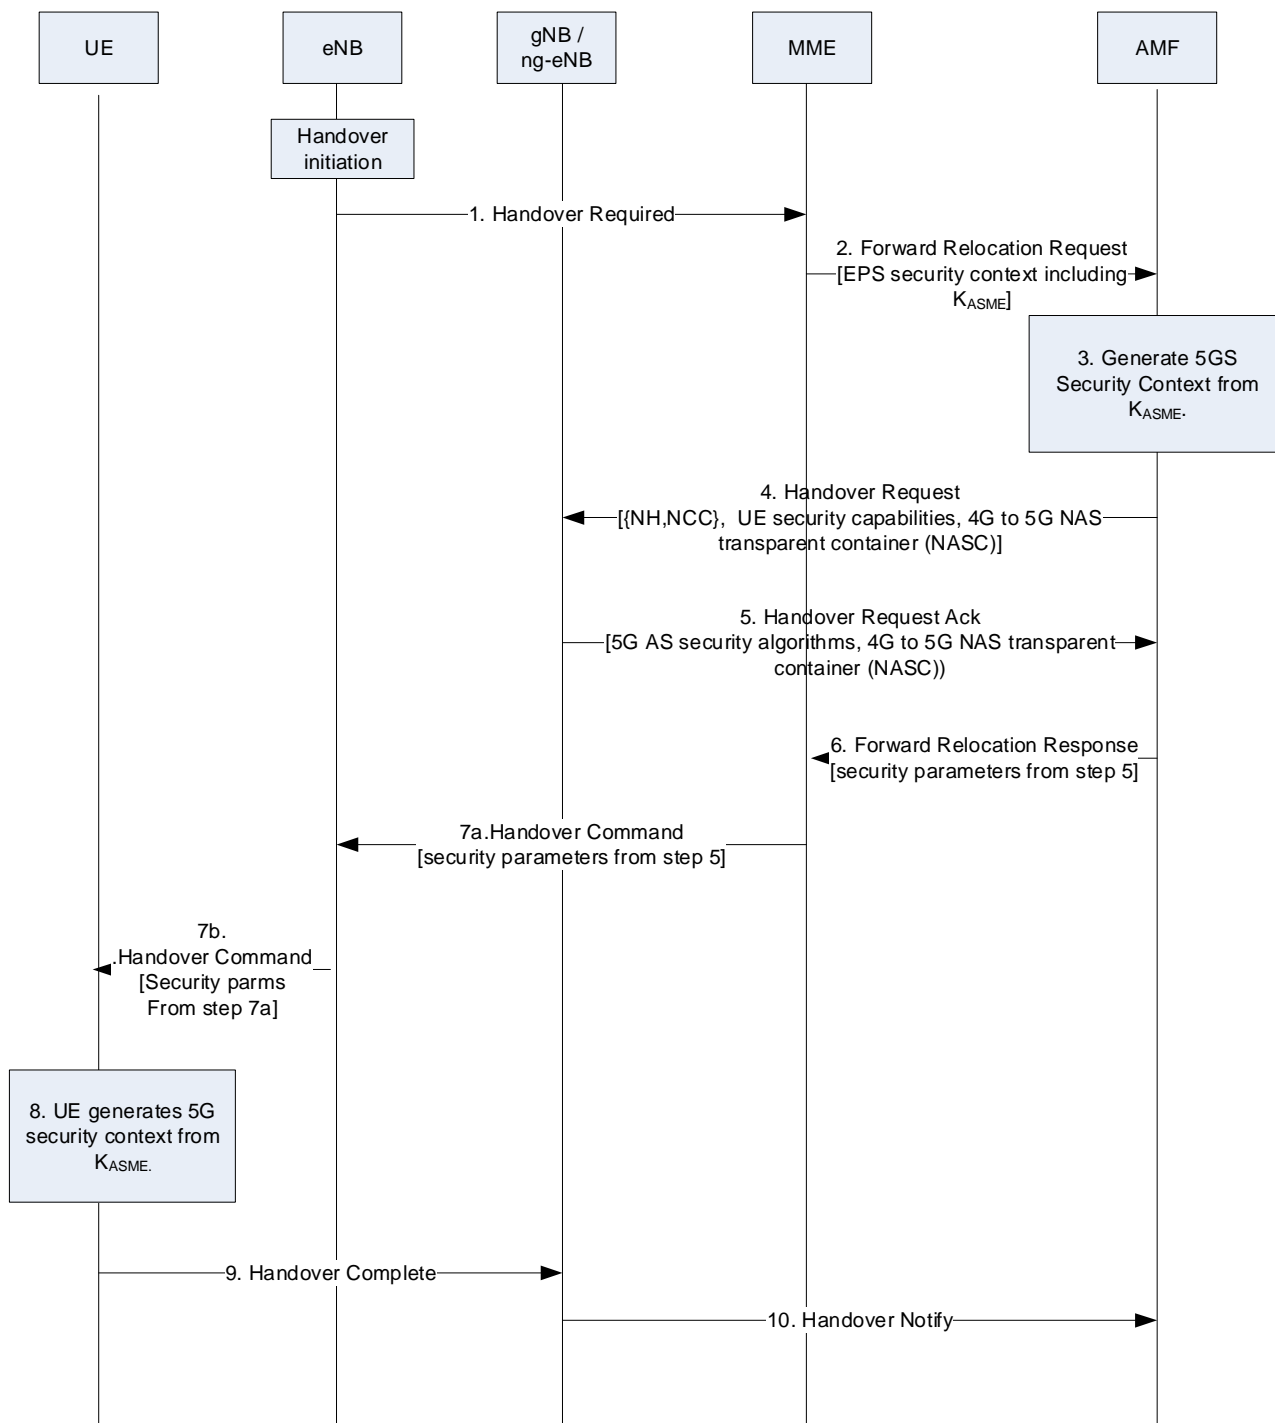 UE
eNB
gNB /
ng-eNB
MME
AMF
Handover
initiation
1. Handover Required
2. Forward Relocation Request
[EPS security context including
KASME]
3. Generate 5GS
Security Context from
KASME.
4. Handover Request
[{NH,NCC}, UE security capabilities, 4G to 5G NAS
transparent container (NASC)]
5. Handover Request Ack
[5G AS security algorithms, 4G to 5G NAS transparent
container (NASC))
6. Forward Relocation Response
[security parameters from step 5]
7a.Handover Command
[security parameters from step 5]
7b.
.Handover Command
[Security parms
From step 7a]
8. UE generates 5G
security context from
KASME.
9. Handover Complete
10. Handover Notify